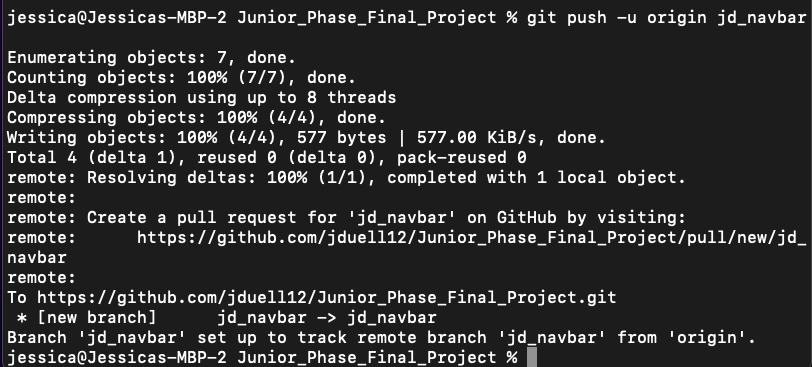 jessica@Jessicas-MBP-2 Junior_Phase_Final_Project % git push -u origin jd_navbar
Enumerating objects: 7, done.
Counting objects: 100% (7/7), done.
Delta compression using up to 8 threads
Compressing objects: 100% (4/4), done.
Writing objects: 100% (4/4), 577 bytes | 577.00 KiB/s, done.
Total 4 (delta 1), reused 0 (delta 0), pack-reused 0
remote: Resolving deltas: 100% (1/1), completed with 1 local object.
remote:
remote: Create a pull request for 'jd_navbar' on GitHub by visiting:
remote:      https://github.com/jduell12/Junior_Phase_Final_Project/pull/new/jd_
navbar
remote:
To https://github.com/jduell12/Junior_Phase_Final_Project.git
 * [new branch]      jd_navbar -> jd_navbar
Branch 'jd_navbar' set up to track remote branch 'jd_navbar' from 'origin'.
jessica@Jessicas-MBP-2 Junior_Phase_Final_Project %